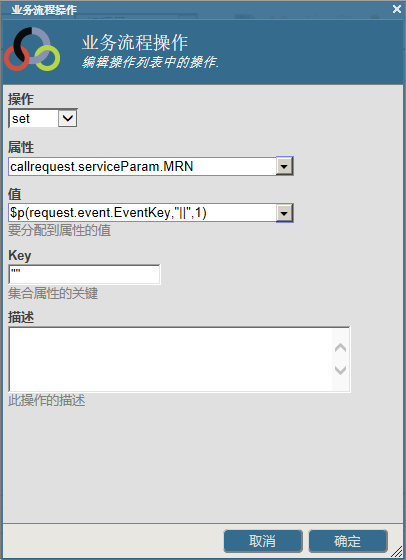 业务流程操作
业务流程操作
编辑操作列表中的操作.
操作
set
属性
callrequest.serviceParam.MRN
值
$p(request.event.EventKey,"||",1)
要分配到属性的值
Key
""
集合属性的关键
描述
此操作的描述
取消
确定